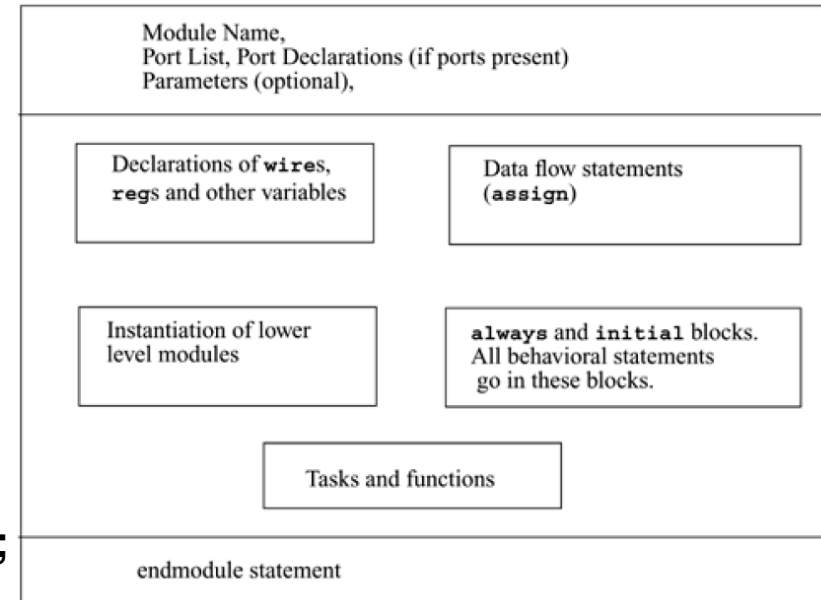 Module Name,
Port List, Port Declarations (if ports present)
Parameters (optional),
Declarations of wires,
regs and other variables
Data flow statements
(assign)
Instantiation of lower
level modules
always and initial blocks.
All behavioral statements
go in these blocks.
Tasks and functions
;
endmodule statement